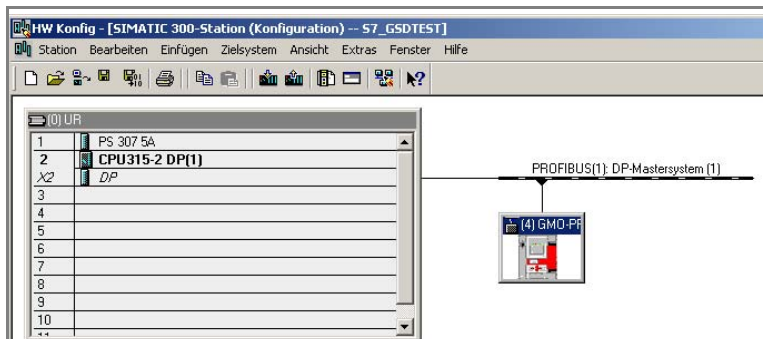 HW Konfig - [SIMATIC 300-Station (Konfiguration) -- S7_GSDTEST]
Station Bearbeiten Einfügen Zielsystem Ansicht Extras Fenster Hilfe
(0) UR
1 PS 307 5A
2 CPU315-2 DP(1)
X2 DP
3
4
5
6
7
8
9
10
11
PROFIBUS(1): DP-Mastersystem (1)
(4) GMO-PR